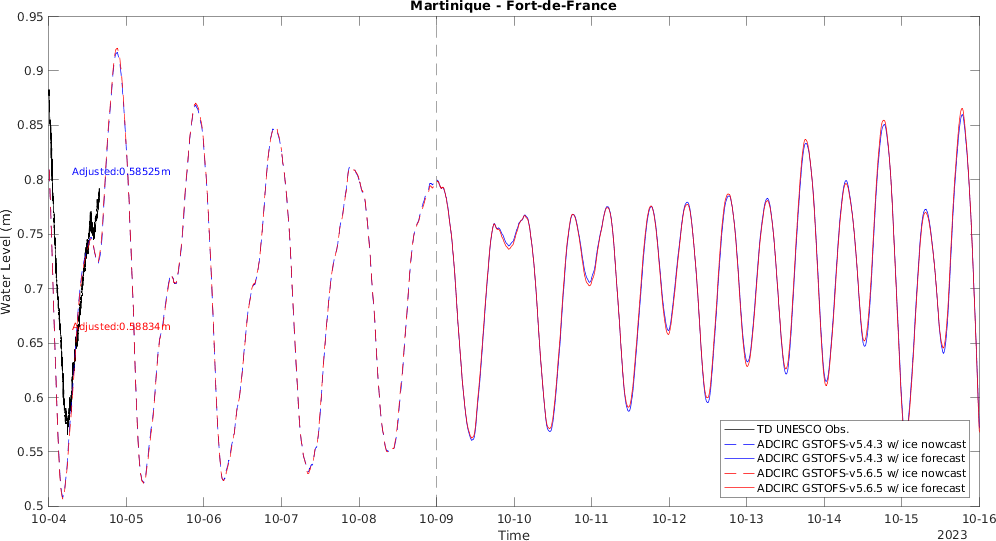 Martinique - Fort-de-France
0.95
0.9
0.85
0.8
0.75
0.7
0.65
0.6
0.55
0.5
Water Level (m)
Adjusted:0.58525m
Adjusted:0.58834m
TD UNESCO Obs.
ADCIRC GSTOFS-v5.4.3 w/ ice nowcast
ADCIRC GSTOFS-v5.4.3 w/ ice forecast
ADCIRC GSTOFS-v5.6.5 w/ ice nowcast
ADCIRC GSTOFS-v5.6.5 w/ ice forecast
10-04 10-05 10-06 10-07 10-08 10-09 10-10 10-11 10-12 10-13 10-14 10-15 10-16
Time
2023